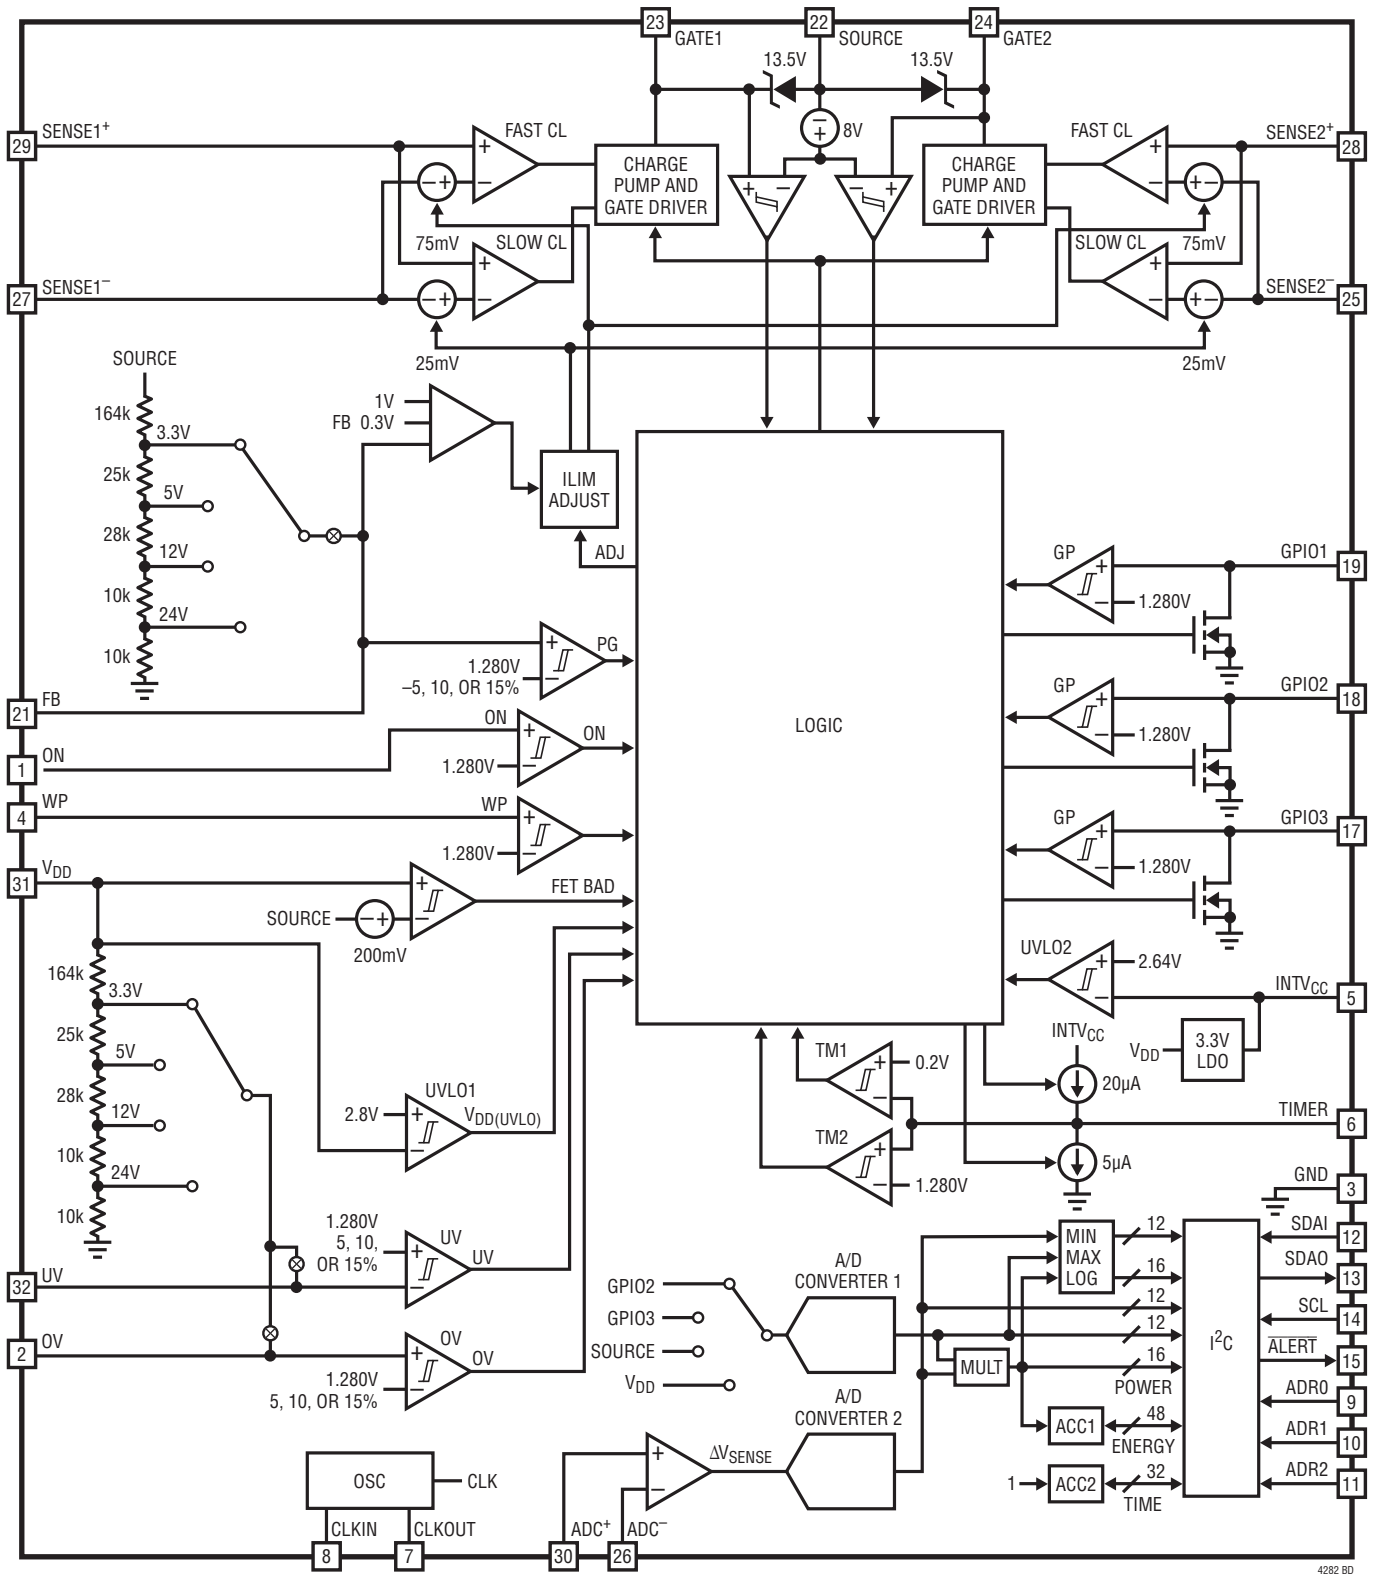 23
GATE1
22
SOURCE
24
GATE2
13.5V
13.5V
−
+
8V
29
SENSE1+
FAST CL
+
−
− +
75mV
CHARGE
PUMP AND
GATE DRIVER
+ −
− +
CHARGE
PUMP AND
GATE DRIVER
FAST CL
+
−
+ −
75mV
SENSE2+
28
SLOW CL
+
−
27
SENSE1−
− +
25mV
SLOW CL
+
−
+ −
25mV
SENSE2−
25
SOURCE
164k
3.3V
25k
5V
28k
12V
10k
24V
10k
1V
FB 0.3V
ILIM
ADJUST
ADJ
LOGIC
+
−
PG
1.280V
–5, 10, OR 15%
21
FB
1
ON
ON
+
−
ON
1.280V
4
WP
WP
+
−
1.280V
31
VDD
+
−
FET BAD
SOURCE
− +
200mV
164k
3.3V
25k
5V
28k
12V
10k
24V
10k
UVLO1
2.8V
+
−
VDD(UVLO)
1.280V
5, 10,
OR 15%
UV
+
−
UV
32
UV
2
OV
OV
+
−
OV
1.280V
5, 10, OR 15%
GP
+
−
1.280V
GPIO1
19
GP
+
−
1.280V
GPIO2
18
GP
+
−
1.280V
GPIO3
17
UVLO2
+
−
2.64V
INTVCC
5
VDD
3.3V
LDO
INTVCC
20µA
TM1
+
−
0.2V
TIMER
6
TM2
+
−
1.280V
5µA
GND
3
GPIO2
GPIO3
SOURCE
VDD
A/D
CONVERTER 1
A/D
CONVERTER 2
MIN
MAX
LOG
12
16
12
12
MULT
16
POWER
ACC1
48
ENERGY
1
ACC2
32
TIME
I2C
SDAI
12
SDAO
13
SCL
14
ALERT
15
ADR0
9
ADR1
10
ADR2
11
+
−
ΔVSENSE
OSC
CLK
CLKIN
8
CLKOUT
7
ADC+
30
ADC−
26
4282 BD